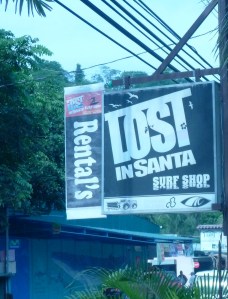 Rental's
LOST
IN SANTA
SURF SHOP